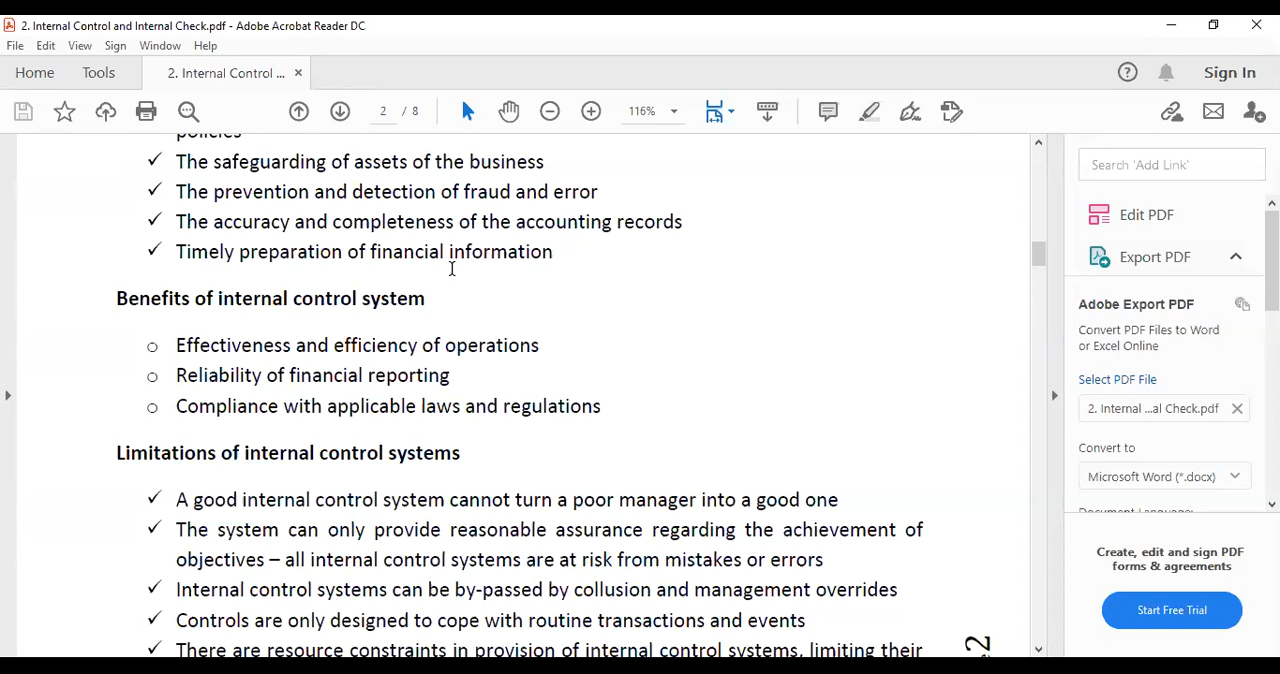 2. Internal Control and Internal Check.pdf - Adobe Acrobat Reader DC
File Edit View Sign Window Help
Home Tools 2. Internal Control ... × Sign In
2 / 8 116%
policies
✓ The safeguarding of assets of the business
✓ The prevention and detection of fraud and error
✓ The accuracy and completeness of the accounting records
✓ Timely preparation of financial information
Benefits of internal control system
o Effectiveness and efficiency of operations
o Reliability of financial reporting
o Compliance with applicable laws and regulations
Limitations of internal control systems
✓ A good internal control system cannot turn a poor manager into a good one
✓ The system can only provide reasonable assurance regarding the achievement of
objectives – all internal control systems are at risk from mistakes or errors
✓ Internal control systems can be by-passed by collusion and management overrides
✓ Controls are only designed to cope with routine transactions and events
✓ There are resource constraints in provision of internal control systems, limiting their
Search 'Add Link'
Edit PDF
Export PDF
Adobe Export PDF
Convert PDF Files to Word
or Excel Online
Select PDF File
2. Internal ...al Check.pdf ×
Convert to
Microsoft Word (*.docx)
Document Language:
Create, edit and sign PDF
forms & agreements
Start Free Trial